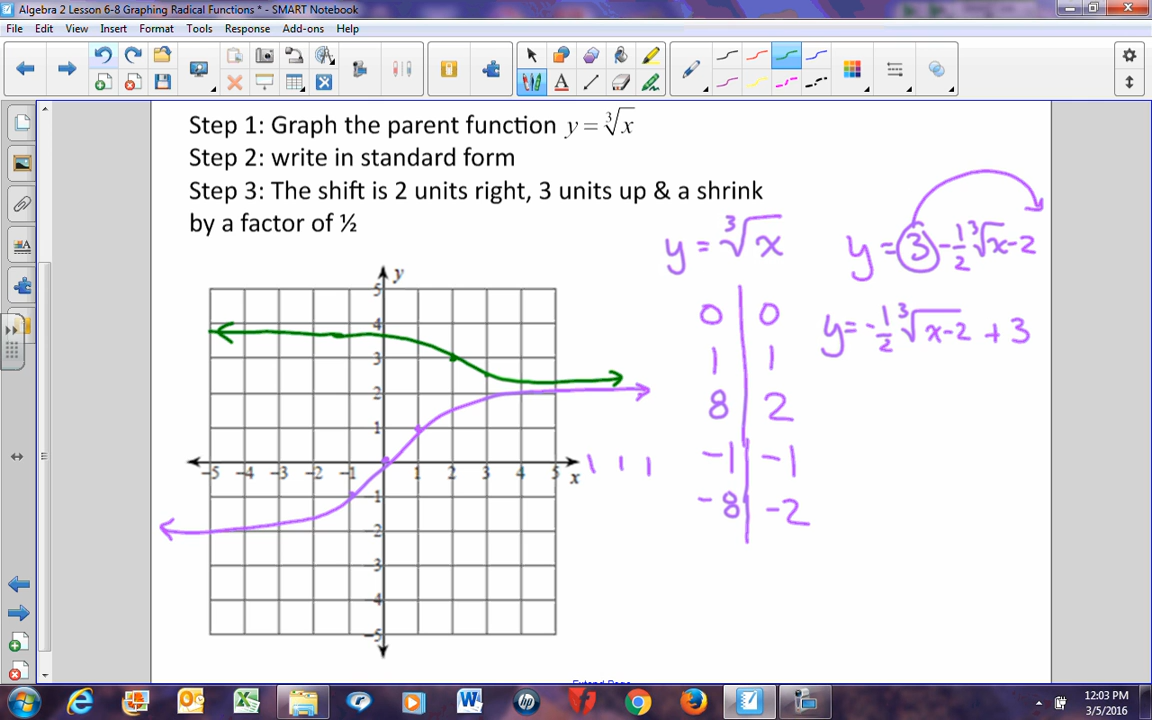 Algebra 2 Lesson 6-8 Graphing Radical Functions * - SMART Notebook
File Edit View Insert Format Tools Response Add-ons Help
Step 1: Graph the parent function y = ∛x
Step 2: write in standard form
Step 3: The shift is 2 units right, 3 units up & a shrink
by a factor of ½
y = ∛x
y = 3 - 1/2 ∛x-2
y = -1/2 ∛x-2 + 3
0 0
1 1
8 2
-1 -1
-8 -2
y
5
4
3
2
1
-5 -4 -3 -2 -1 1 2 3 4 5 x
-1
-2
-3
-4
-5
Extend Page
12:03 PM
3/5/2016